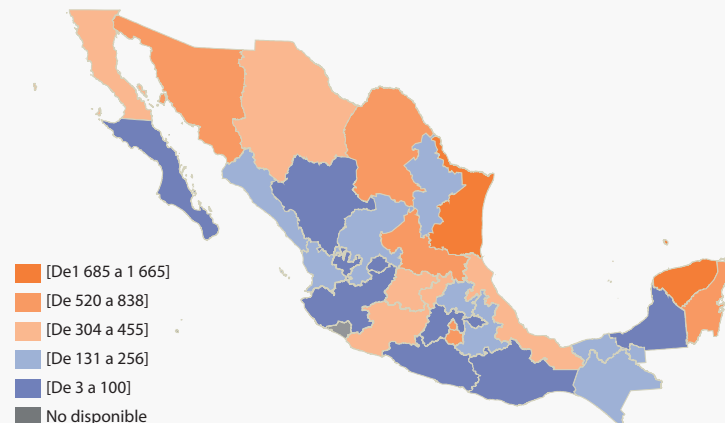 [De1 685 a 1 665]
[De 520 a 838]
[De 304 a 455]
[De 131 a 256]
[De 3 a 100]
No disponible